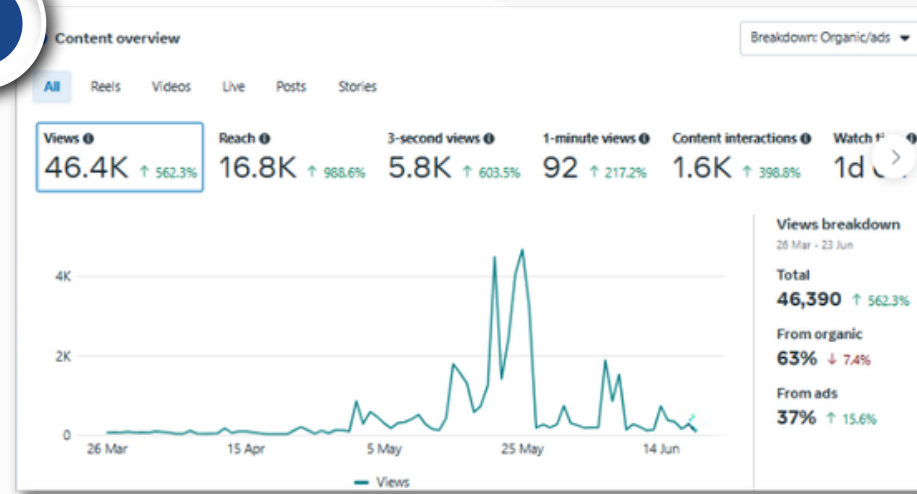 Content overview
Breakdown: Organic/ads
All Reels Videos Live Posts Stories
Views Reach 3-second views 1-minute views Content interactions Watch
46.4K ↑ 562.3% 16.8K ↑ 988.6% 5.8K ↑ 603.5% 92 ↑ 217.2% 1.6K ↑ 398.8% 1d
Views breakdown
26 Mar - 23 Jun
Total
46,390 ↑ 562.3%
From organic
63% ↓ 7.4%
From ads
37% ↑ 15.6%
4K
2K
0
26 Mar 15 Apr 5 May 25 May 14 Jun
Views